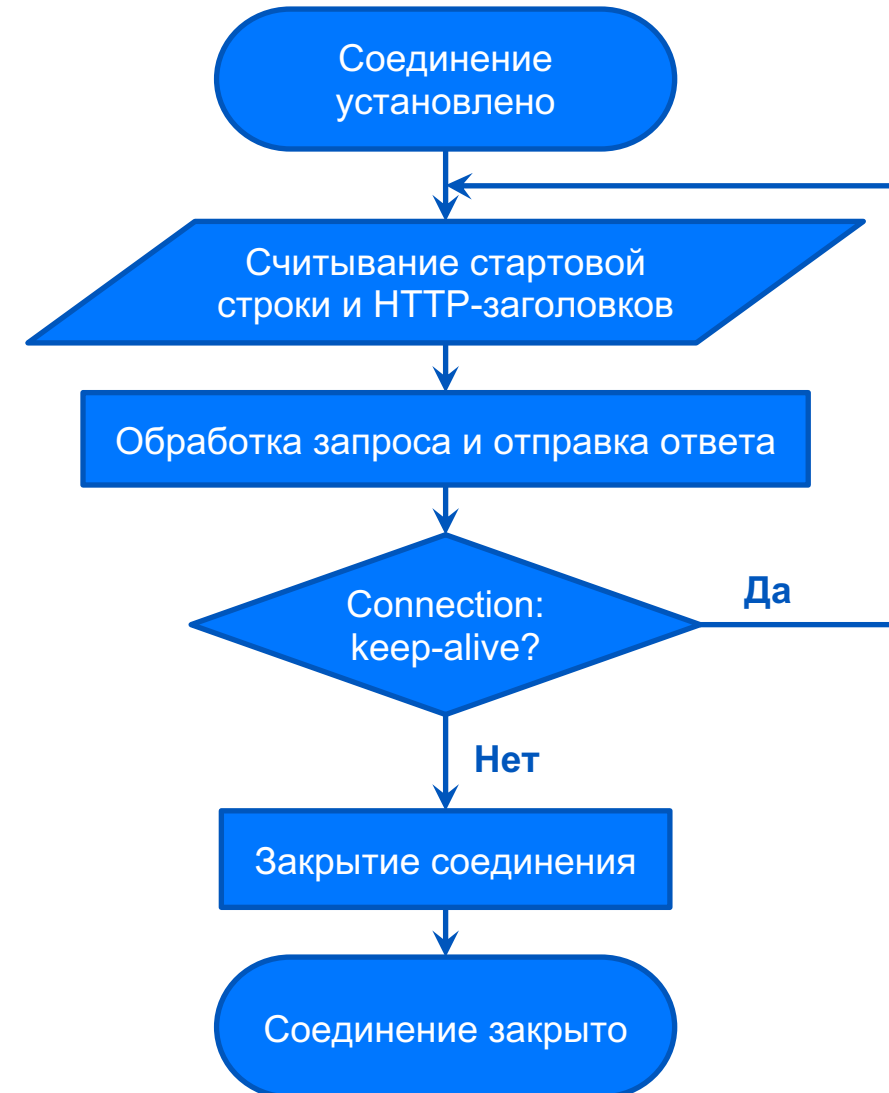 Соединение
установлено
Считывание стартовой
строки и HTTP-заголовков
Обработка запроса и отправка ответа
Connection:
keep-alive?
Да
Нет
Закрытие соединения
Соединение закрыто